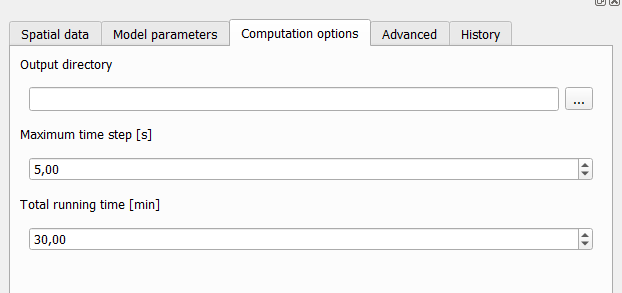 Spatial data Model parameters Computation options Advanced History
Output directory
...
Maximum time step [s]
5,00
Total running time [min]
30,00